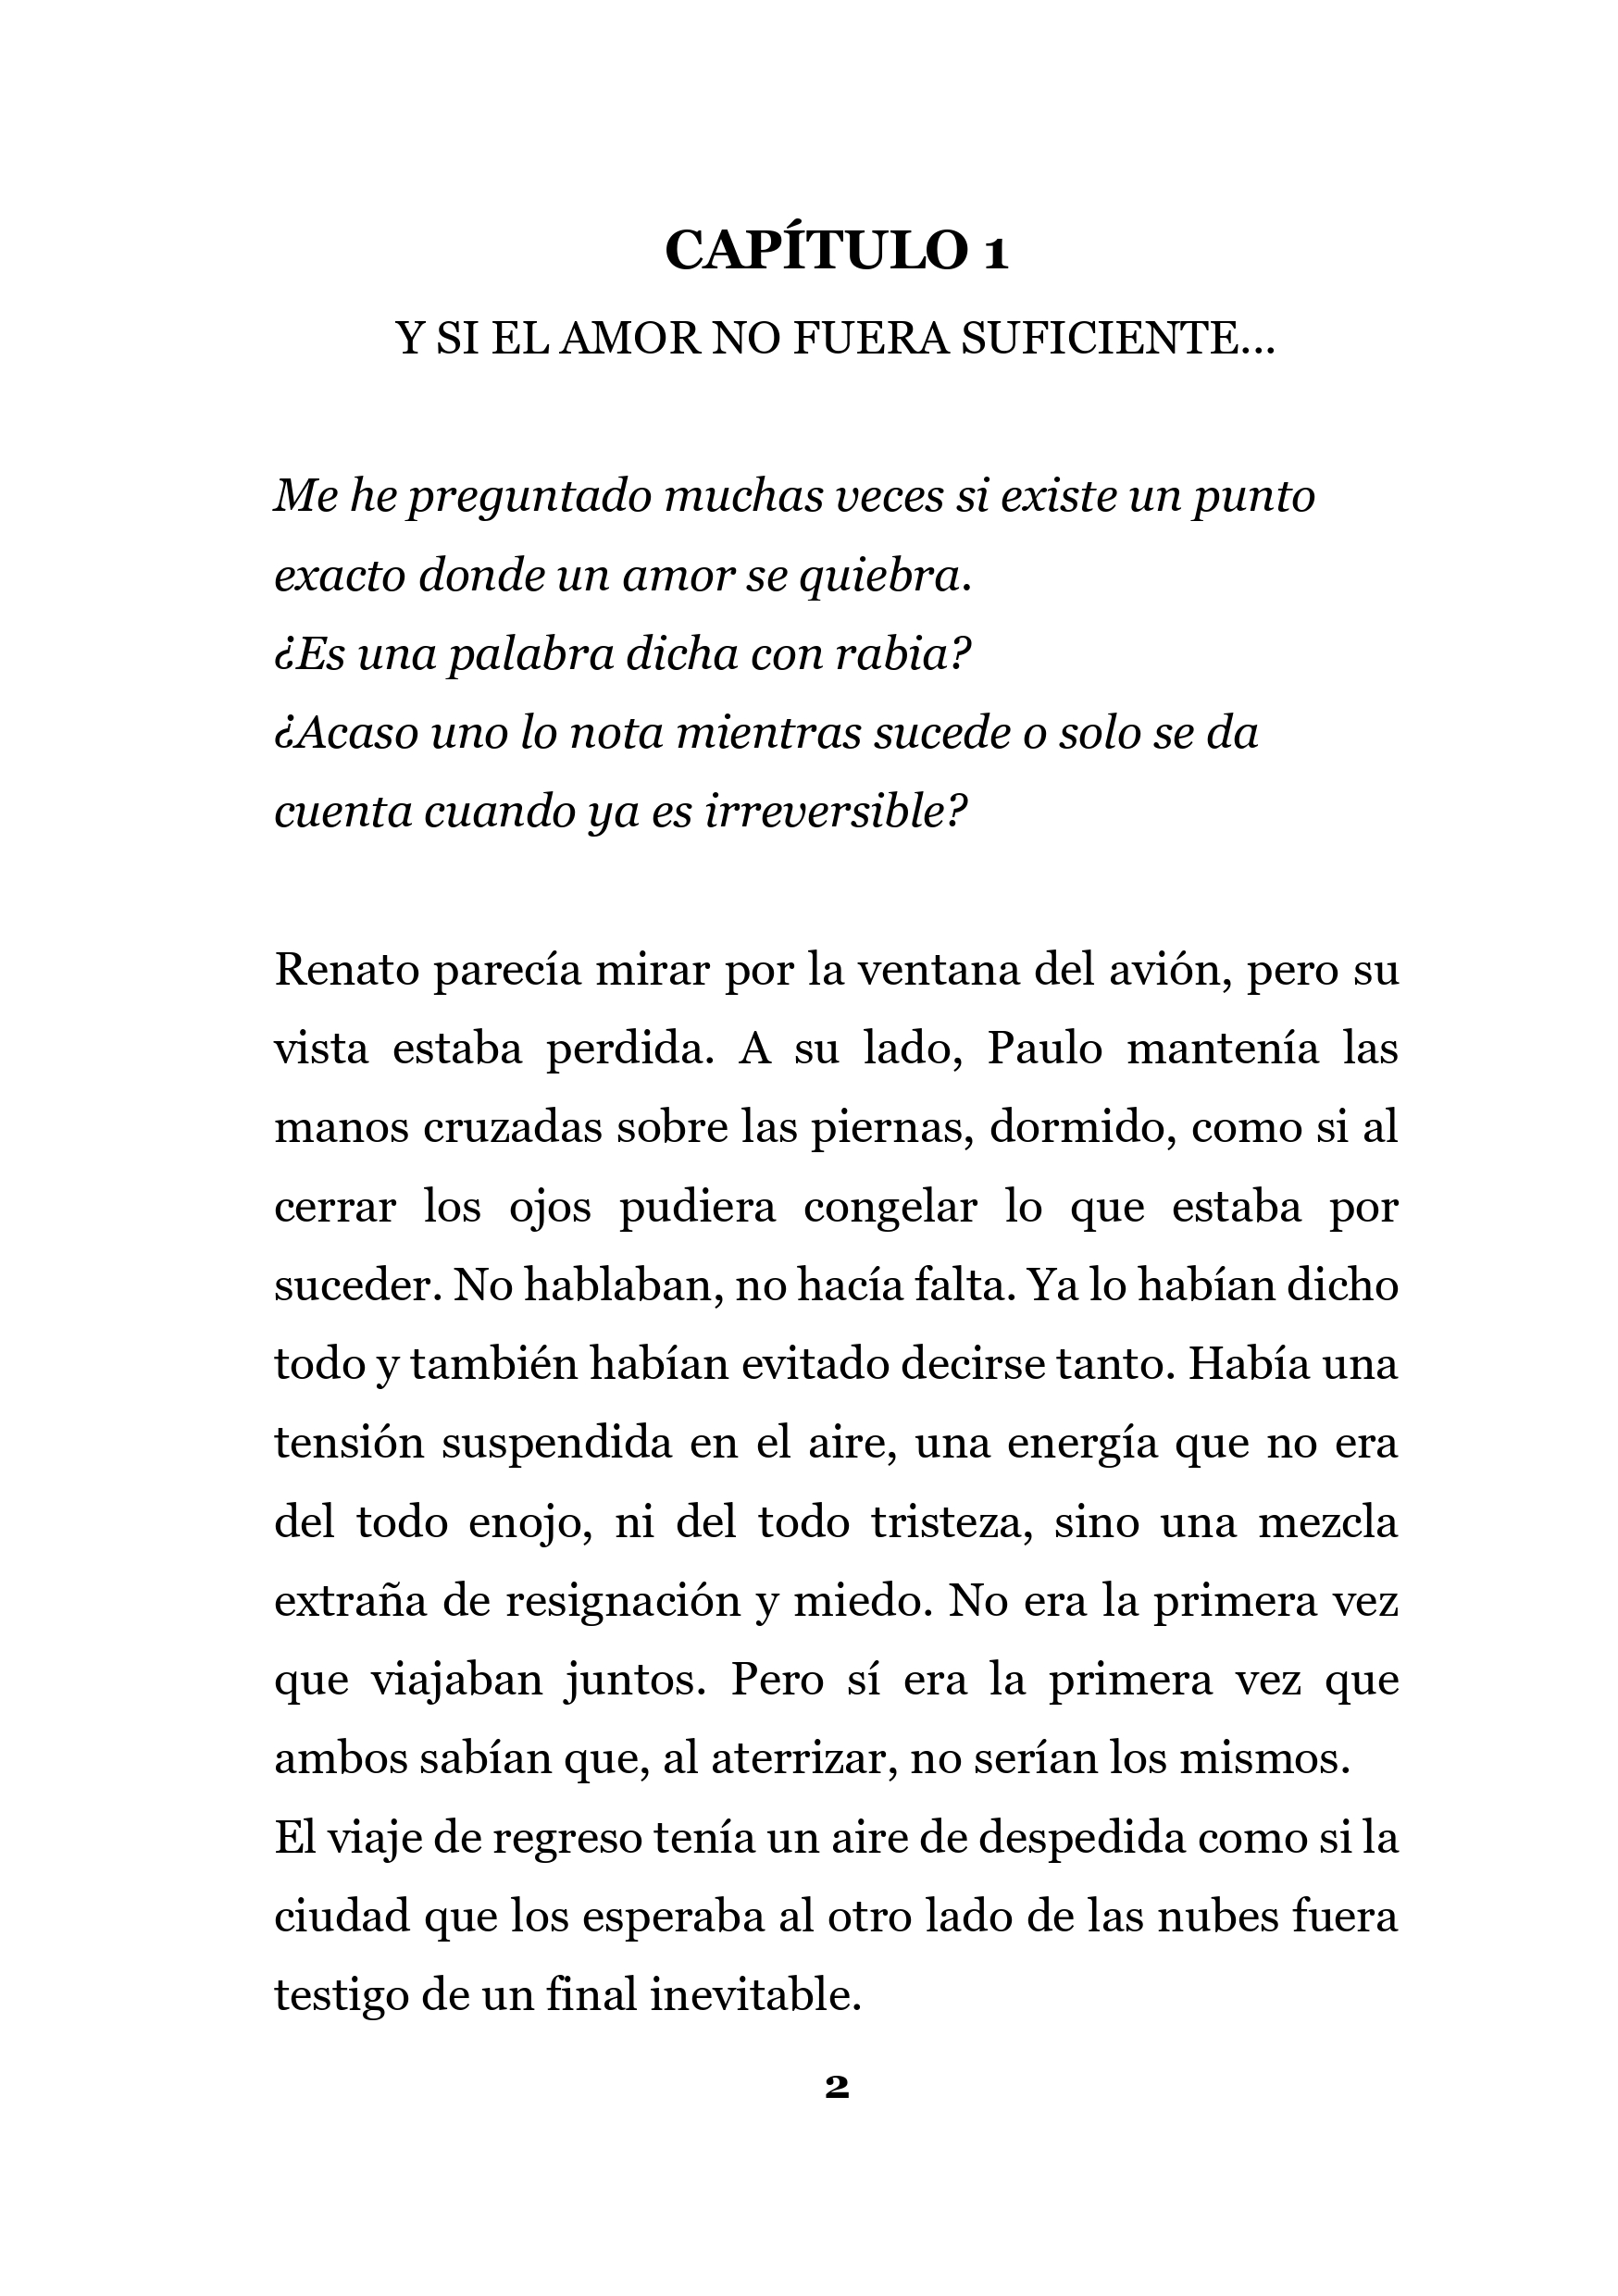 CAPÍTULO 1
Y SI EL AMOR NO FUERA SUFICIENTE...
Me he preguntado muchas veces si existe un punto
exacto donde un amor se quiebra.
¿Es una palabra dicha con rabia?
¿Acaso uno lo nota mientras sucede o solo se da
cuenta cuando ya es irreversible?
Renato parecía mirar por la ventana del avión, pero su
vista estaba perdida. A su lado, Paulo mantenía las
manos cruzadas sobre las piernas, dormido, como si al
cerrar los ojos pudiera congelar lo que estaba por
suceder. No hablaban, no hacía falta. Ya lo habían dicho
todo y también habían evitado decirse tanto. Había una
tensión suspendida en el aire, una energía que no era
del todo enojo, ni del todo tristeza, sino una mezcla
extraña de resignación y miedo. No era la primera vez
que viajaban juntos. Pero sí era la primera vez que
ambos sabían que, al aterrizar, no serían los mismos.
El viaje de regreso tenía un aire de despedida como si la
ciudad que los esperaba al otro lado de las nubes fuera
testigo de un final inevitable.
2